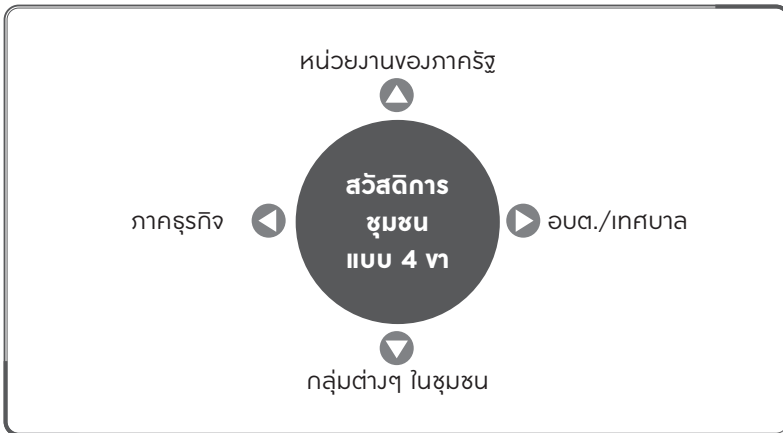 หน่วยงานของภาครัฐ
สวัสดิการ
ชุมชน
แบบ 4 ขา
ภาคธุรกิจ
อบต./เทศบาล
กลุ่มต่างๆ ในชุมชน